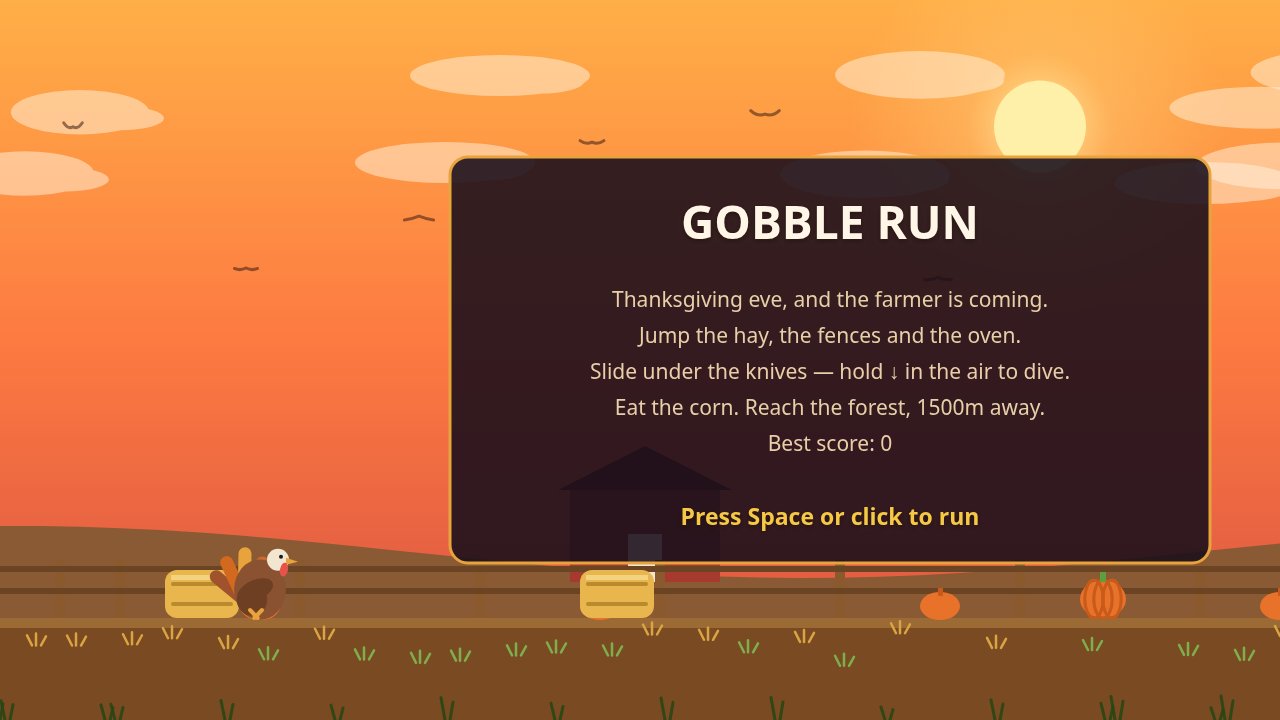 GOBBLE RUN
Thanksgiving eve, and the farmer is coming.
Jump the hay, the fences and the oven.
Slide under the knives — hold ↓ in the air to dive.
Eat the corn. Reach the forest, 1500m away.
Best score: 0
Press Space or click to run